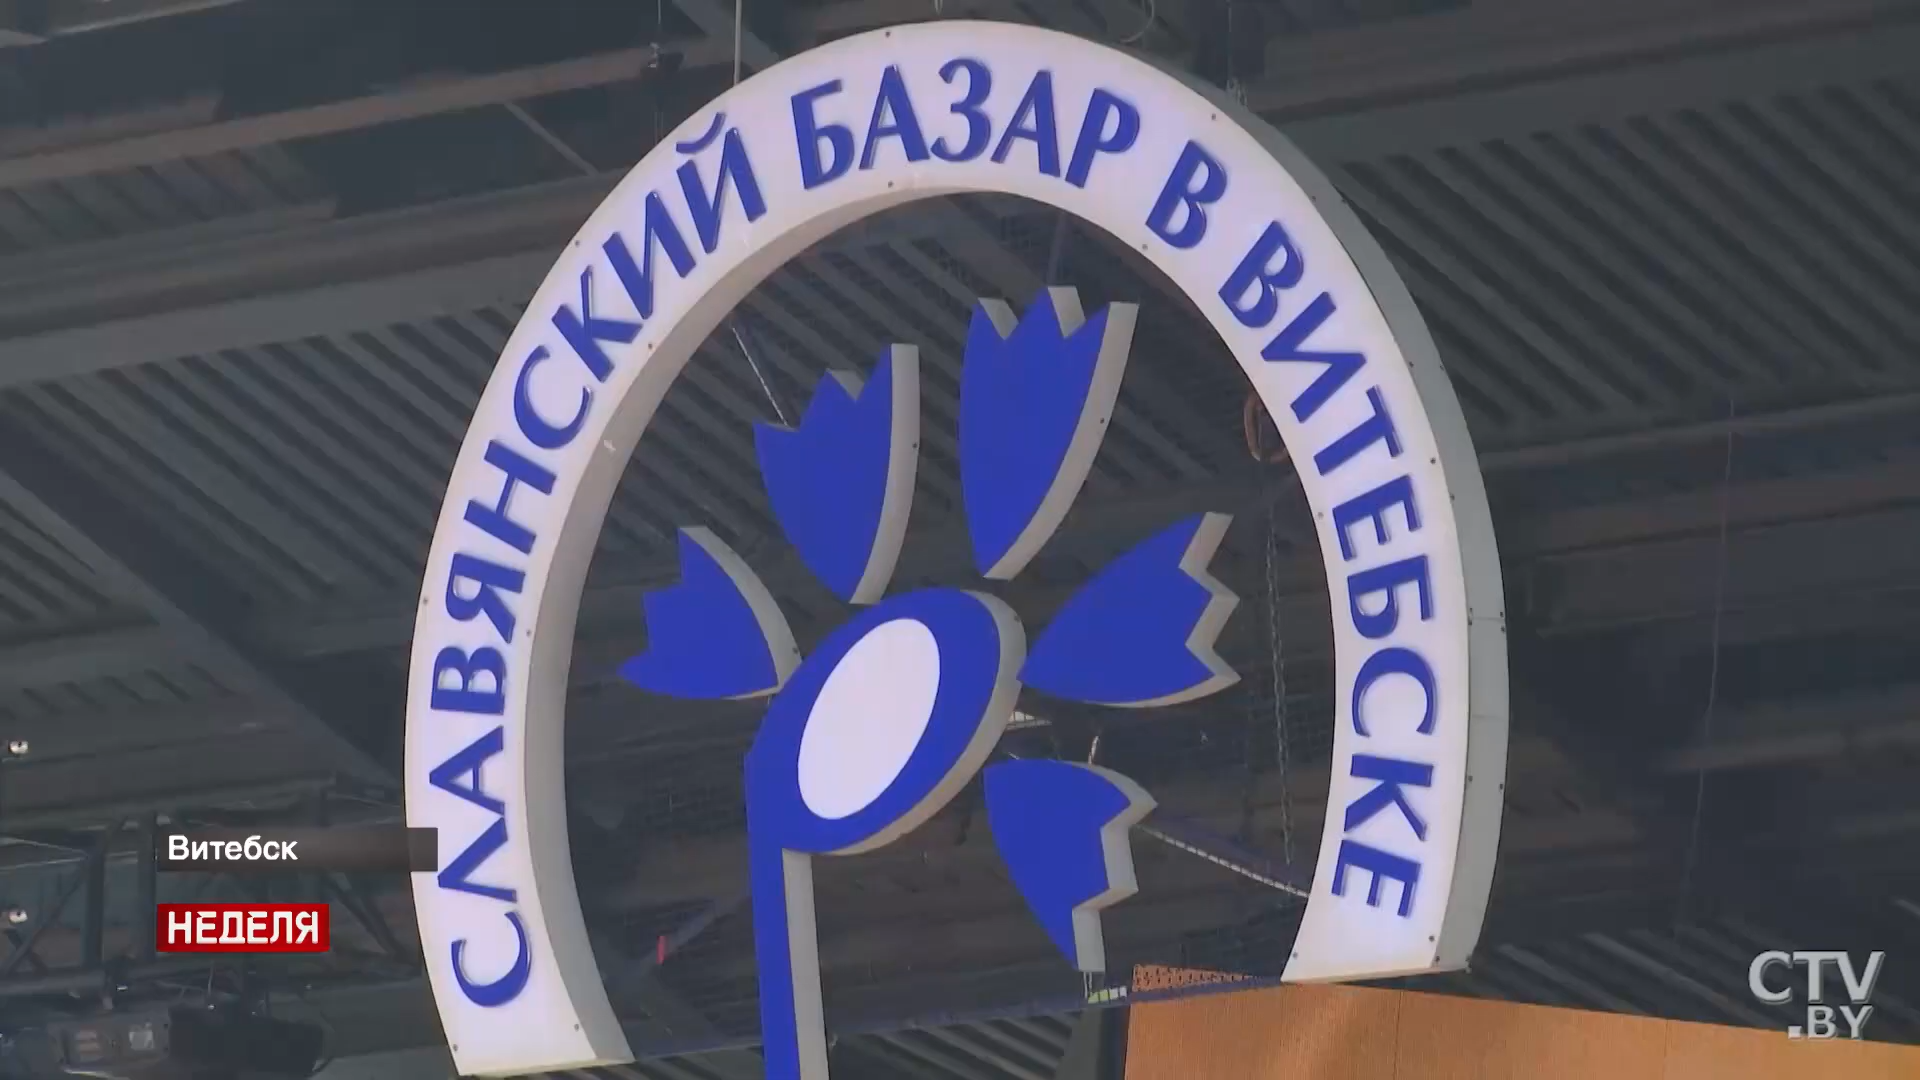 СЛАВЯНСКИЙ БАЗАР В ВИТЕБСКЕ
Витебск
НЕДЕЛЯ
CTV
.BY